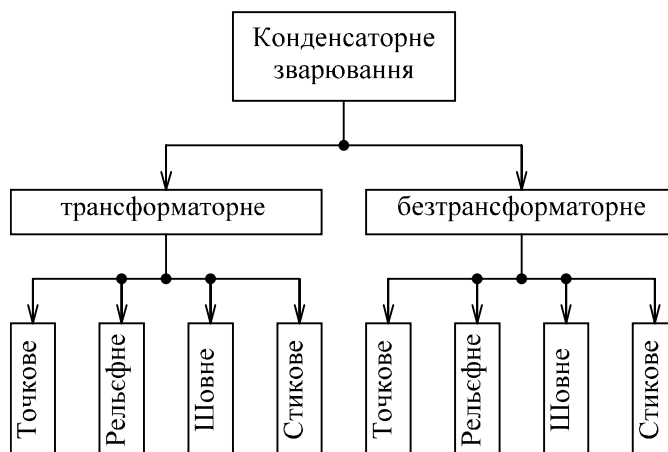 Конденсаторне
зварювання
трансформаторне
безтрансформаторне
Точкове
Рельєфне
Шовне
Стикове
Точкове
Рельєфне
Шовне
Стикове